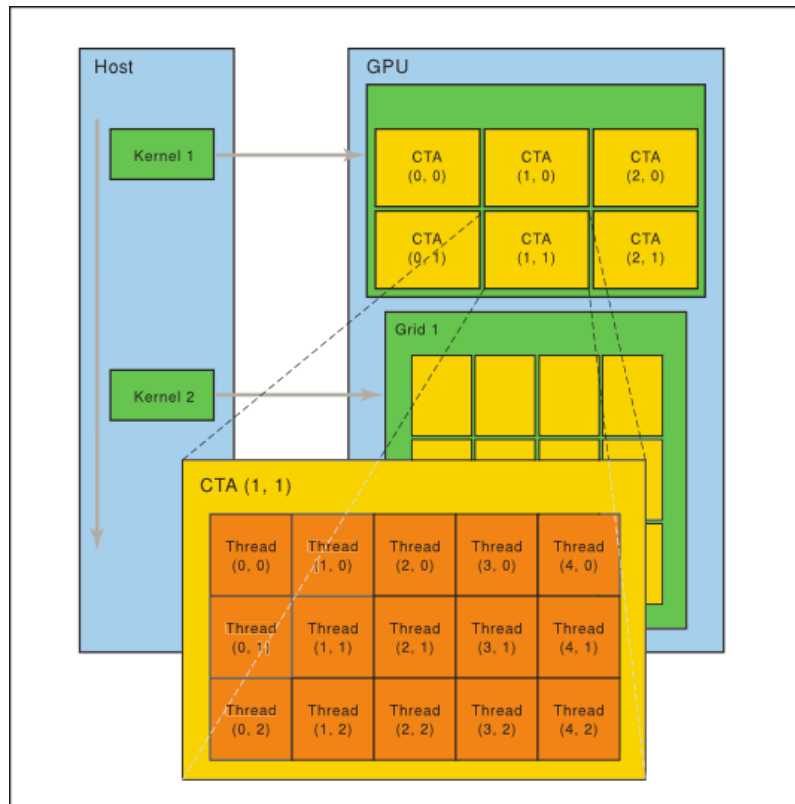 Host
GPU
Kernel 1
CTA
(0, 0)
CTA
(1, 0)
CTA
(2, 0)
CTA
(0, 1)
CTA
(1, 1)
CTA
(2, 1)
Grid 1
Kernel 2
CTA (1, 1)
Thread
(0, 0)
Thread
(1, 0)
Thread
(2, 0)
Thread
(3, 0)
Thread
(4, 0)
Thread
(0, 1)
Thread
(1, 1)
Thread
(2, 1)
Thread
(3, 1)
Thread
(4, 1)
Thread
(0, 2)
Thread
(1, 2)
Thread
(2, 2)
Thread
(3, 2)
Thread
(4, 2)